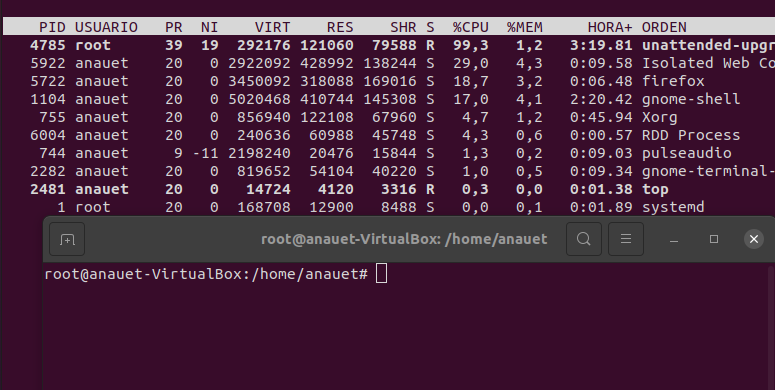 PID USUARIO PR NI VIRT RES SHR S %CPU %MEM HORA+ ORDEN
4785 root 39 19 292176 121060 79588 R 99,3 1,2 3:19.81 unattended-upgr
5922 anauet 20 0 2922092 428992 138244 S 29,0 4,3 0:09.58 Isolated Web Co
5722 anauet 20 0 3450092 318088 169016 S 18,7 3,2 0:06.48 firefox
1104 anauet 20 0 5020468 410744 145308 S 17,0 4,1 2:20.42 gnome-shell
755 anauet 20 0 856940 122108 67960 S 4,7 1,2 0:45.94 Xorg
6004 anauet 20 0 240636 60988 45748 S 4,3 0,6 0:00.57 RDD Process
744 anauet 9 -11 2198240 20476 15844 S 1,3 0,2 0:09.03 pulseaudio
2282 anauet 20 0 819652 54104 40220 S 1,0 0,5 0:09.34 gnome-terminal-
2481 anauet 20 0 14724 4120 3316 R 0,3 0,0 0:01.38 top
1 root 20 0 168708 12900 8488 S 0,0 0,1 0:01.89 systemd
root@anauet-VirtualBox: /home/anauet
root@anauet-VirtualBox:/home/anauet#